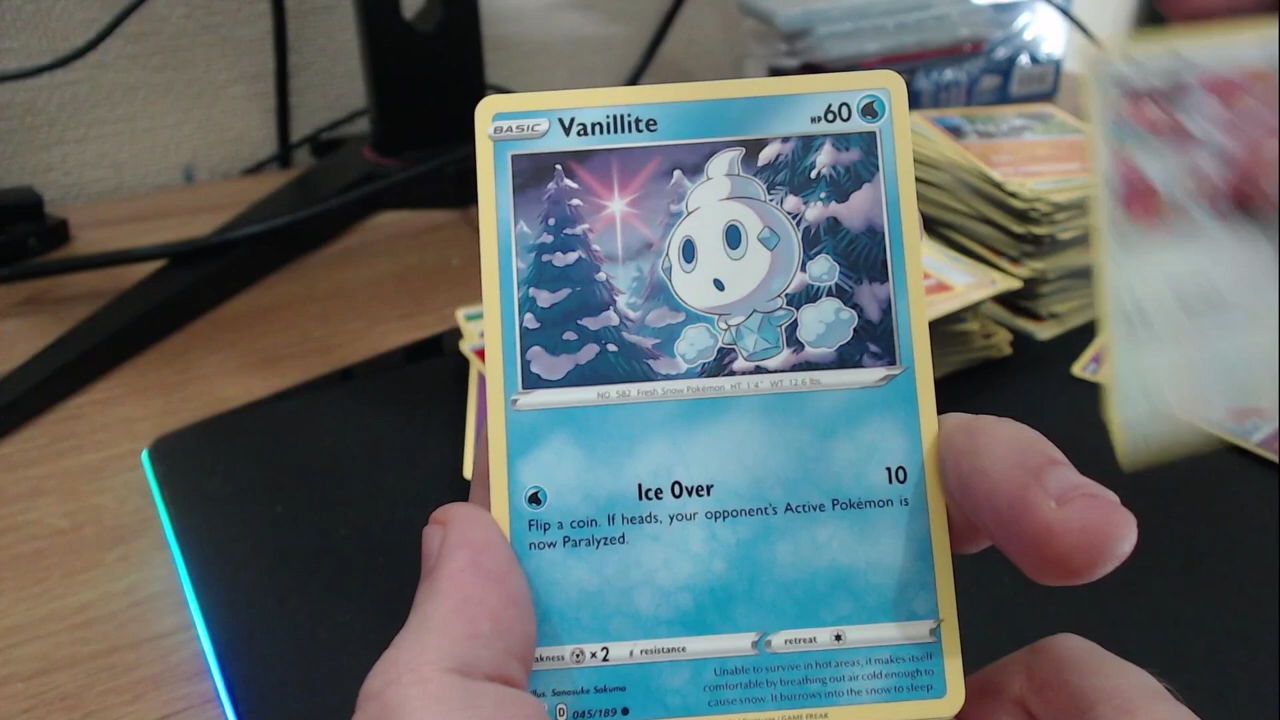 BASIC Vanillite HP 60
NO. 582 Fresh Snow Pokémon HT 1'4" WT 12.6 lbs.
Ice Over 10
Flip a coin. If heads, your opponent's Active Pokémon is
now Paralyzed.
akness ×2 resistance retreat
Unable to survive in hot areas, it makes itself
comfortable by breathing out air cold enough to
cause snow. It burrows into the snow to sleep.
llus. Sanosuke Sakuma
D 045/189
GAME FREAK